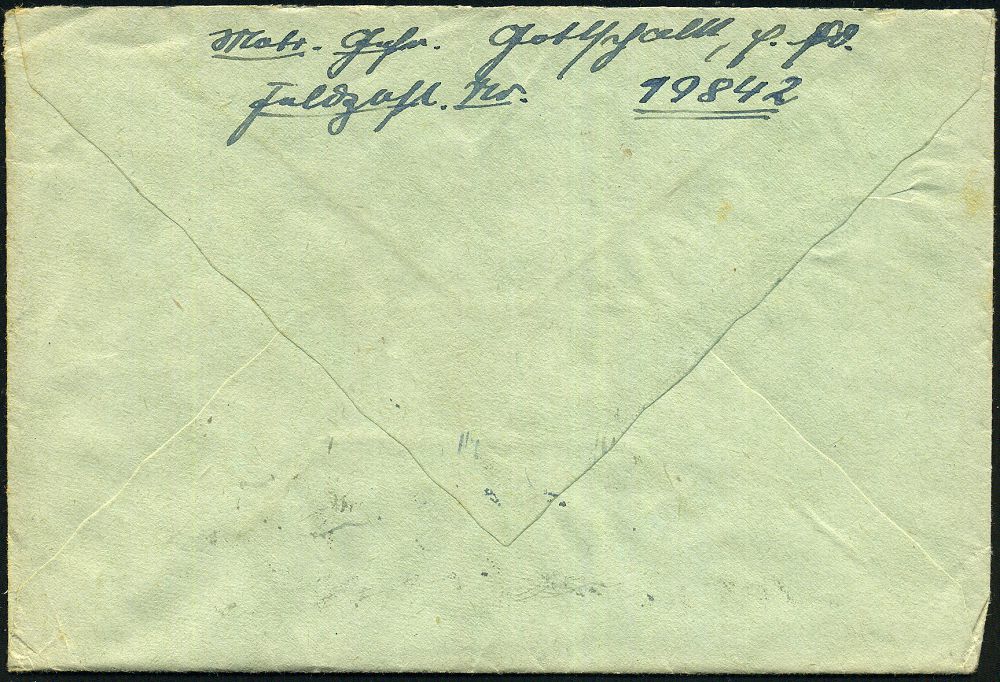 Matr. Gefr. Gottschalk,
Feldpost. Nr. 19842